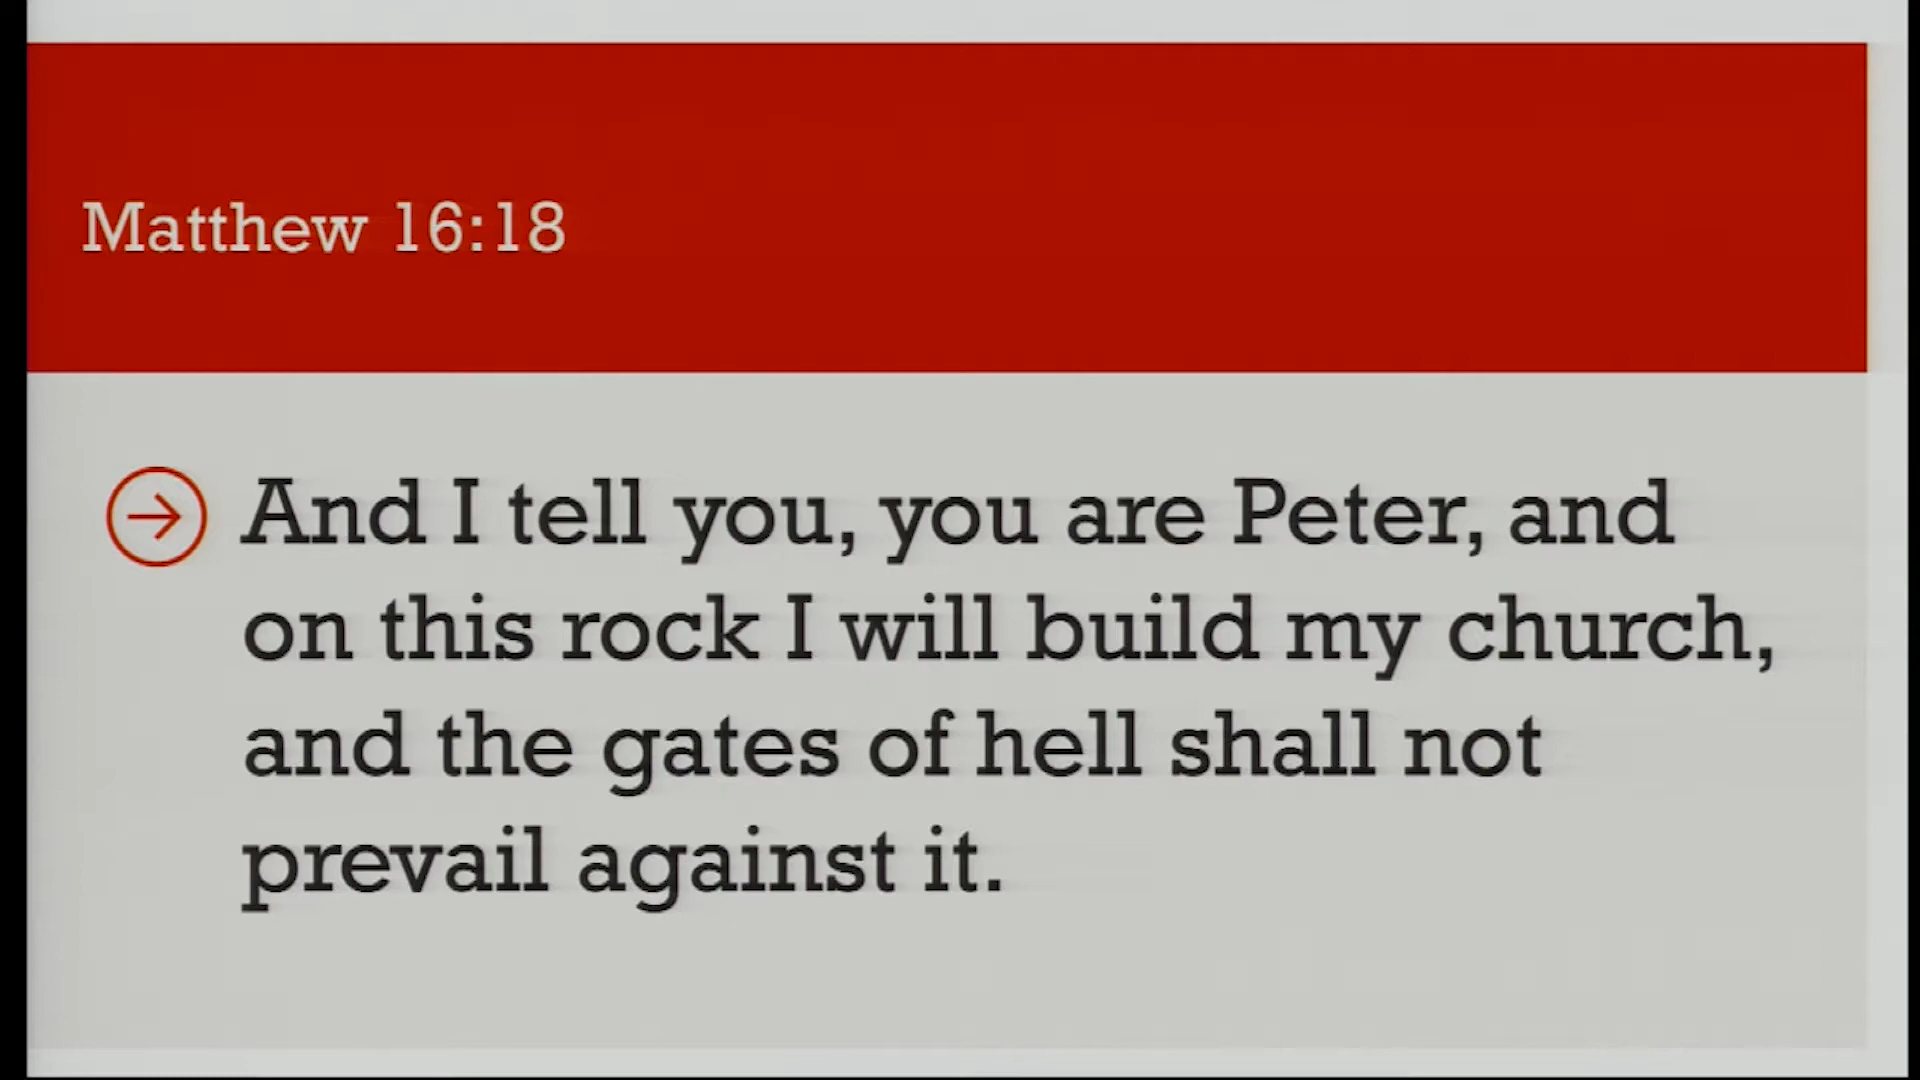 Matthew 16:18
And I tell you, you are Peter, and
on this rock I will build my church,
and the gates of hell shall not
prevail against it.